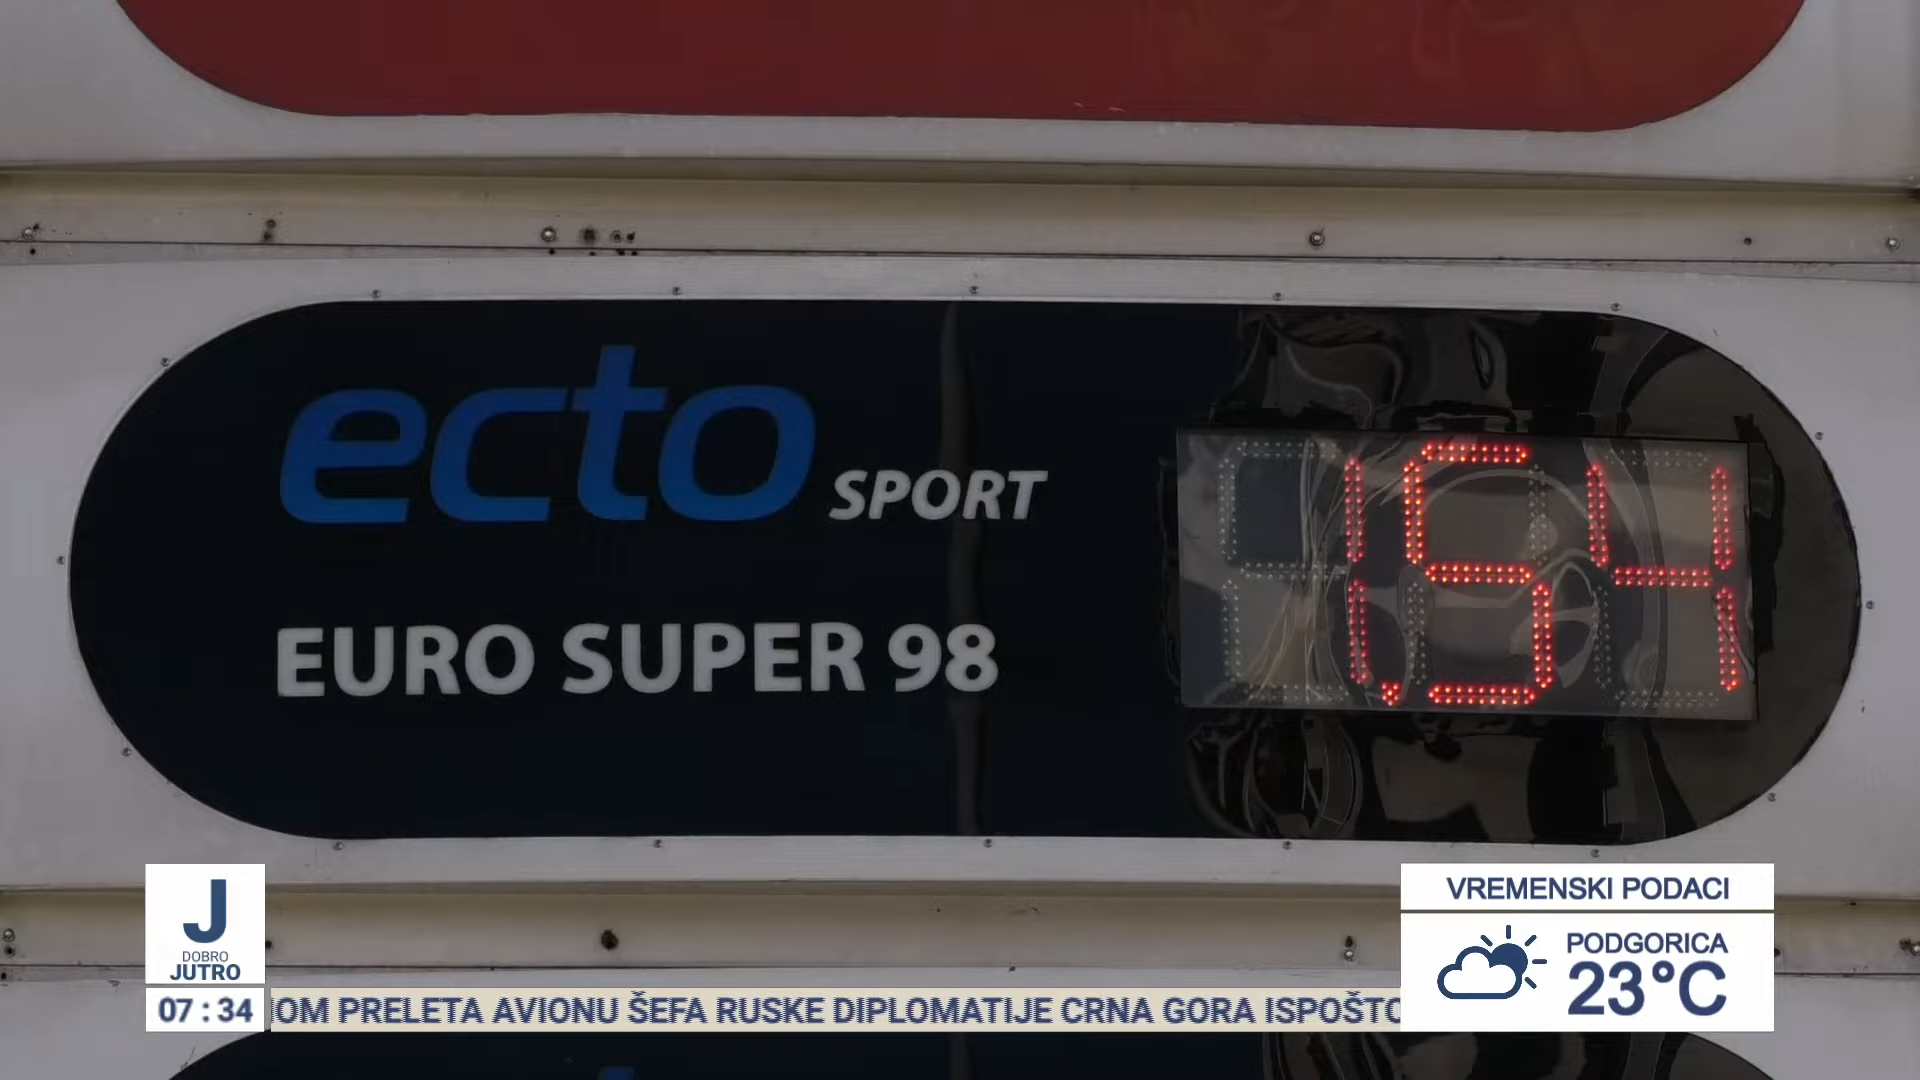 ecto SPORT
EURO SUPER 98
1.54
J
DOBRO
JUTRO
07 : 34
OM PRELETA AVIONU ŠEFA RUSKE DIPLOMATIJE CRNA GORA ISPOŠTO
VREMENSKI PODACI
PODGORICA
23°C